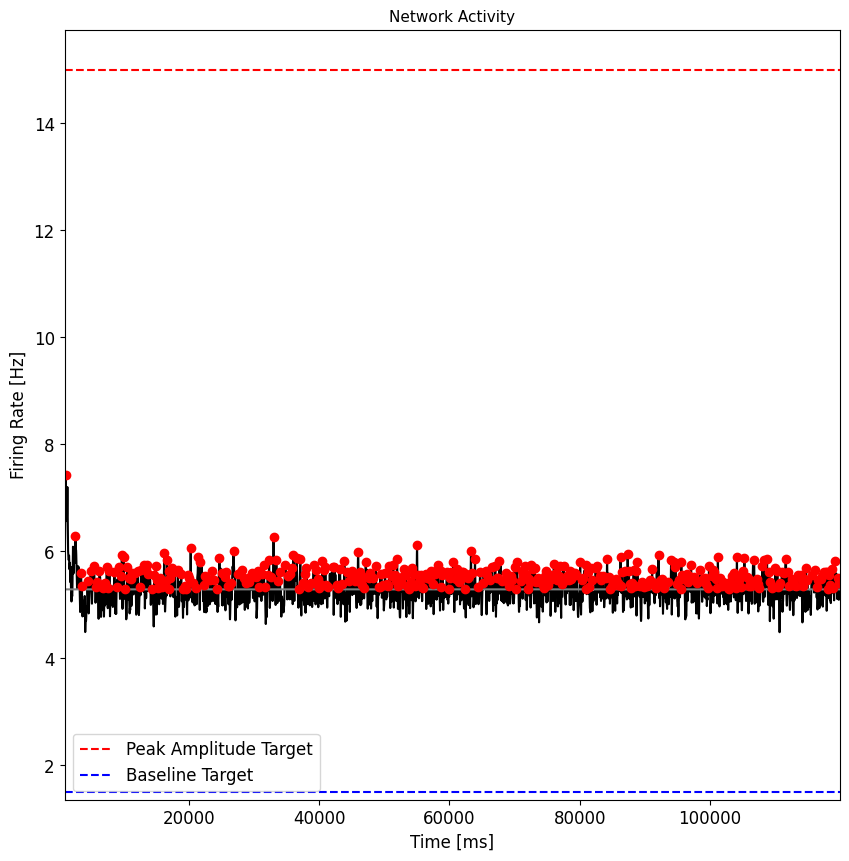 Network Activity
14
12
10
8
6
4
2
Firing Rate [Hz]
Peak Amplitude Target
Baseline Target
20000 40000 60000 80000 100000
Time [ms]